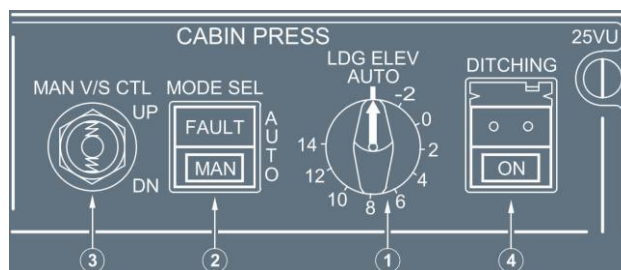 CABIN PRESS
25VU
MAN V/S CTL
UP
DN
MODE SEL
FAULT
MAN
AUTO
LDG ELEV
AUTO
-2
0
2
4
6
8
10
12
14
DITCHING
ON
3
2
1
4